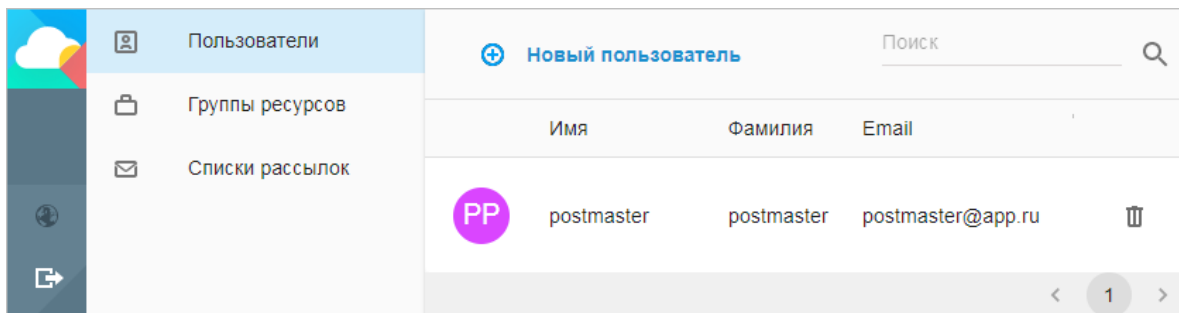 Пользователи
Группы ресурсов
Списки рассылок
Новый пользователь
Поиск
Имя Фамилия Email
PP postmaster postmaster postmaster@app.ru
1